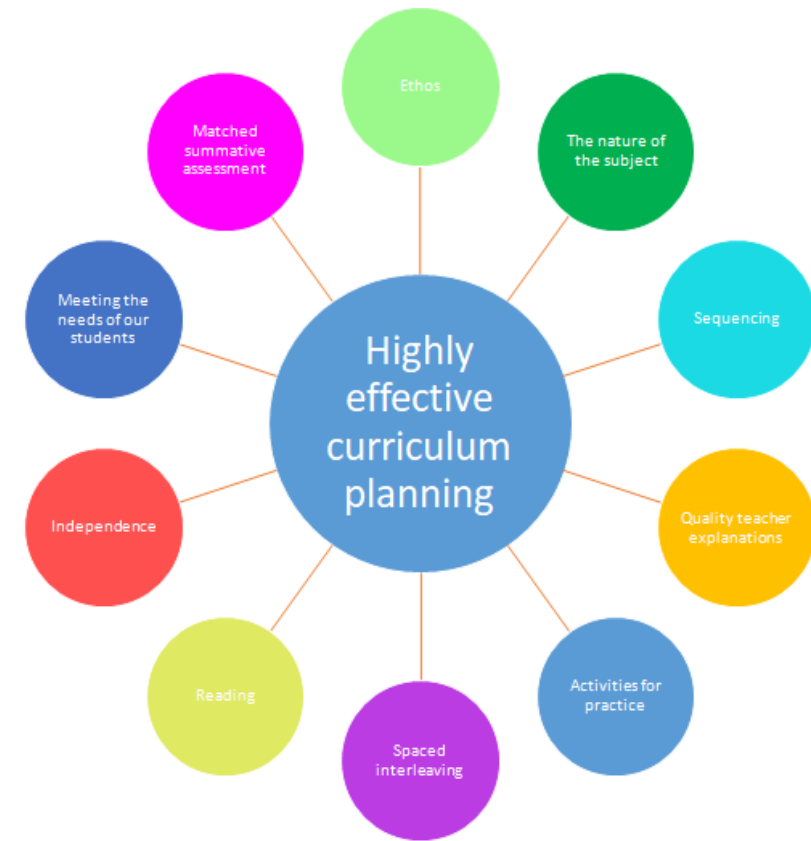 Ethos
The nature of
the subject
Sequencing
Quality teacher
explanations
Activities for
practice
Spaced
interleaving
Reading
Independence
Meeting the
needs of our
students
Matched
summative
assessment
Highly
effective
curriculum
planning